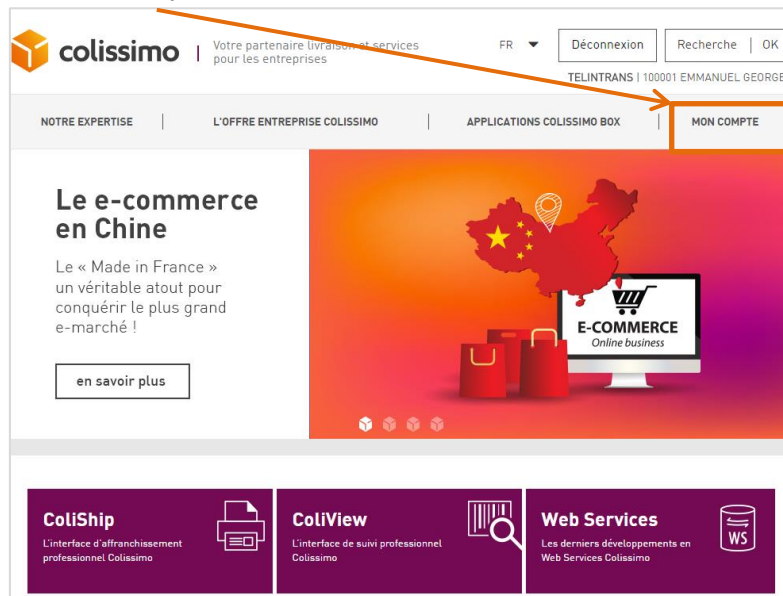 colissimo
Votre partenaire livraison et services
pour les entreprises
FR
Déconnexion
Recherche | OK
TELINTRANS | 100001 EMMANUEL GEORGE
NOTRE EXPERTISE
L'OFFRE ENTREPRISE COLISSIMO
APPLICATIONS COLISSIMO BOX
MON COMPTE
Le e-commerce
en Chine
Le « Made in France »
un véritable atout pour
conquérir le plus grand
e-marché !
en savoir plus
E-COMMERCE
Online business
ColiShip
L'interface d'affranchissement
professionnel Colissimo
ColiView
L'interface de suivi professionnel
Colissimo
Web Services
Les derniers développements en
Web Services Colissimo
WS